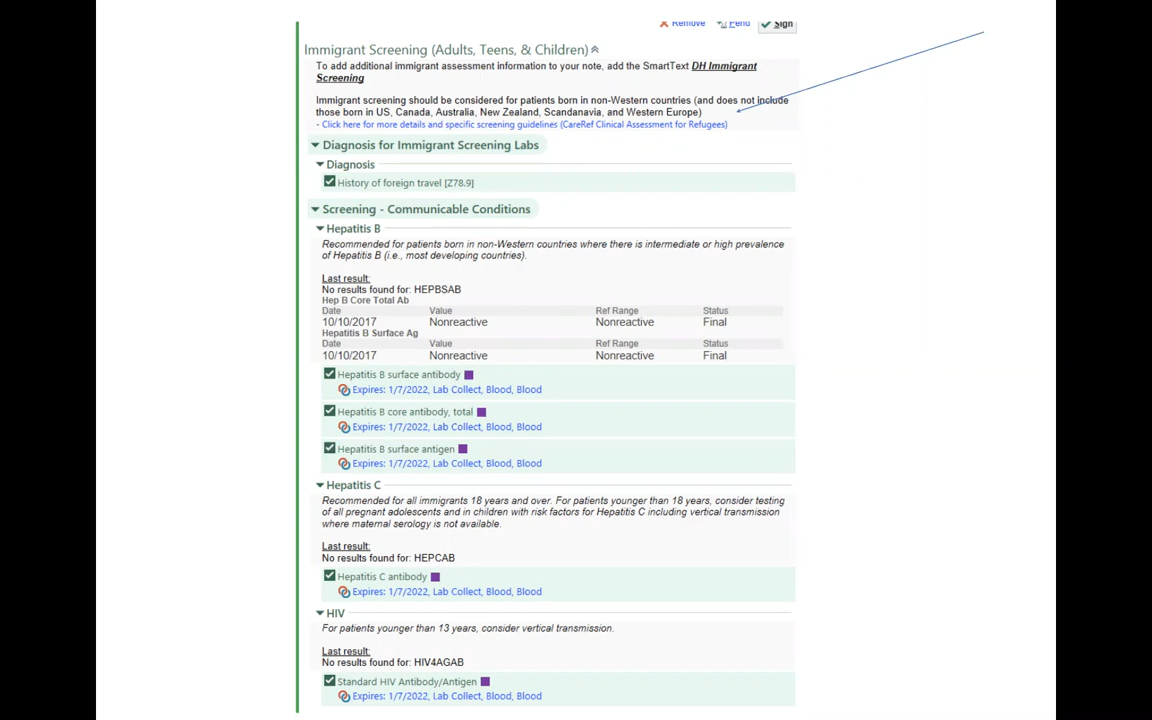 Remove Pend Sign
Immigrant Screening (Adults, Teens, & Children)
To add additional immigrant assessment information to your note, add the SmartText DH Immigrant
Screening
Immigrant screening should be considered for patients born in non-Western countries (and does not include
those born in US, Canada, Australia, New Zealand, Scandanavia, and Western Europe)
- Click here for more details and specific screening guidelines (CareRef Clinical Assessment for Refugees)
Diagnosis for Immigrant Screening Labs
Diagnosis
History of foreign travel [Z78.9]
Screening - Communicable Conditions
Hepatitis B
Recommended for patients born in non-Western countries where there is intermediate or high prevalence
of Hepatitis B (i.e., most developing countries).
Last result:
No results found for: HEPBSAB
Hep B Core Total Ab
Date Value Ref Range Status
10/10/2017 Nonreactive Nonreactive Final
Hepatitis B Surface Ag
Date Value Ref Range Status
10/10/2017 Nonreactive Nonreactive Final
Hepatitis B surface antibody
Expires: 1/7/2022, Lab Collect, Blood, Blood
Hepatitis B core antibody, total
Expires: 1/7/2022, Lab Collect, Blood, Blood
Hepatitis B surface antigen
Expires: 1/7/2022, Lab Collect, Blood, Blood
Hepatitis C
Recommended for all immigrants 18 years and over. For patients younger than 18 years, consider testing
of all pregnant adolescents and in children with risk factors for Hepatitis C including vertical transmission
where maternal serology is not available.
Last result:
No results found for: HEPCAB
Hepatitis C antibody
Expires: 1/7/2022, Lab Collect, Blood, Blood
HIV
For patients younger than 13 years, consider vertical transmission.
Last result:
No results found for: HIV4AGAB
Standard HIV Antibody/Antigen
Expires: 1/7/2022, Lab Collect, Blood, Blood